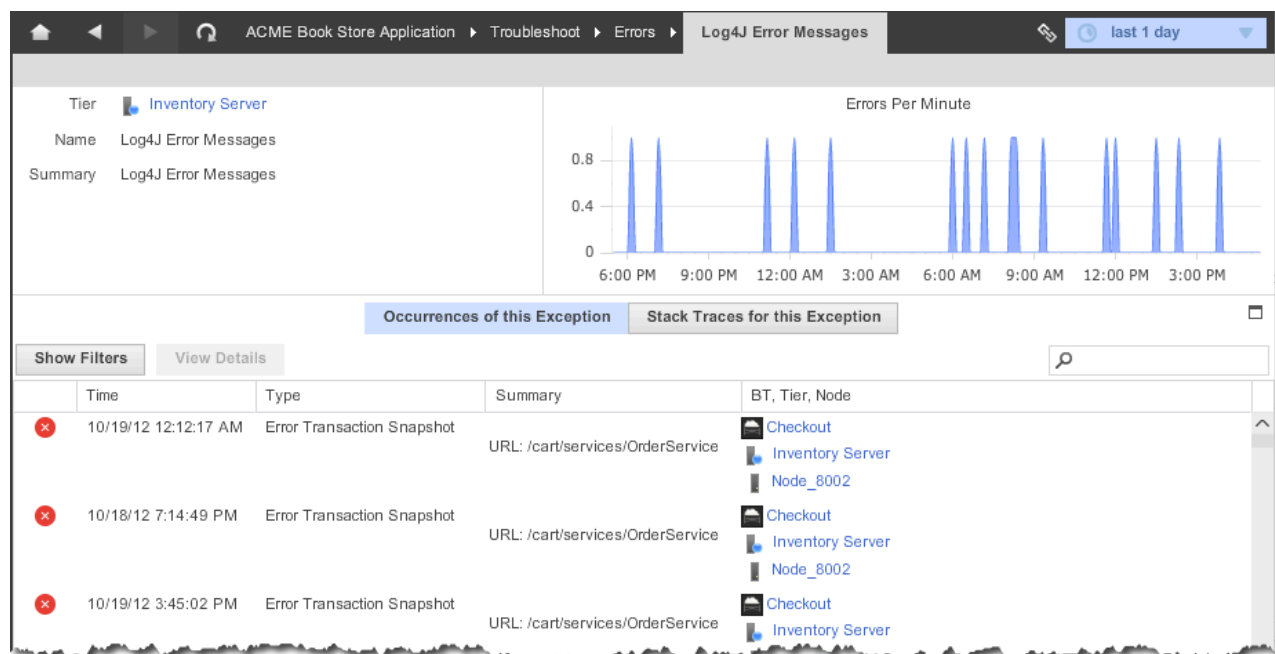 ACME Book Store Application Troubleshoot Errors Log4J Error Messages last 1 day
Tier Inventory Server
Name Log4J Error Messages
Summary Log4J Error Messages
Errors Per Minute
0.8
0.4
0
6:00 PM 9:00 PM 12:00 AM 3:00 AM 6:00 AM 9:00 AM 12:00 PM 3:00 PM
Occurrences of this Exception Stack Traces for this Exception
Show Filters View Details
Time Type Summary BT, Tier, Node
10/19/12 12:12:17 AM Error Transaction Snapshot URL: /cart/services/OrderService Checkout
Inventory Server
Node_8002
10/18/12 7:14:49 PM Error Transaction Snapshot URL: /cart/services/OrderService Checkout
Inventory Server
Node_8002
10/19/12 3:45:02 PM Error Transaction Snapshot URL: /cart/services/OrderService Checkout
Inventory Server